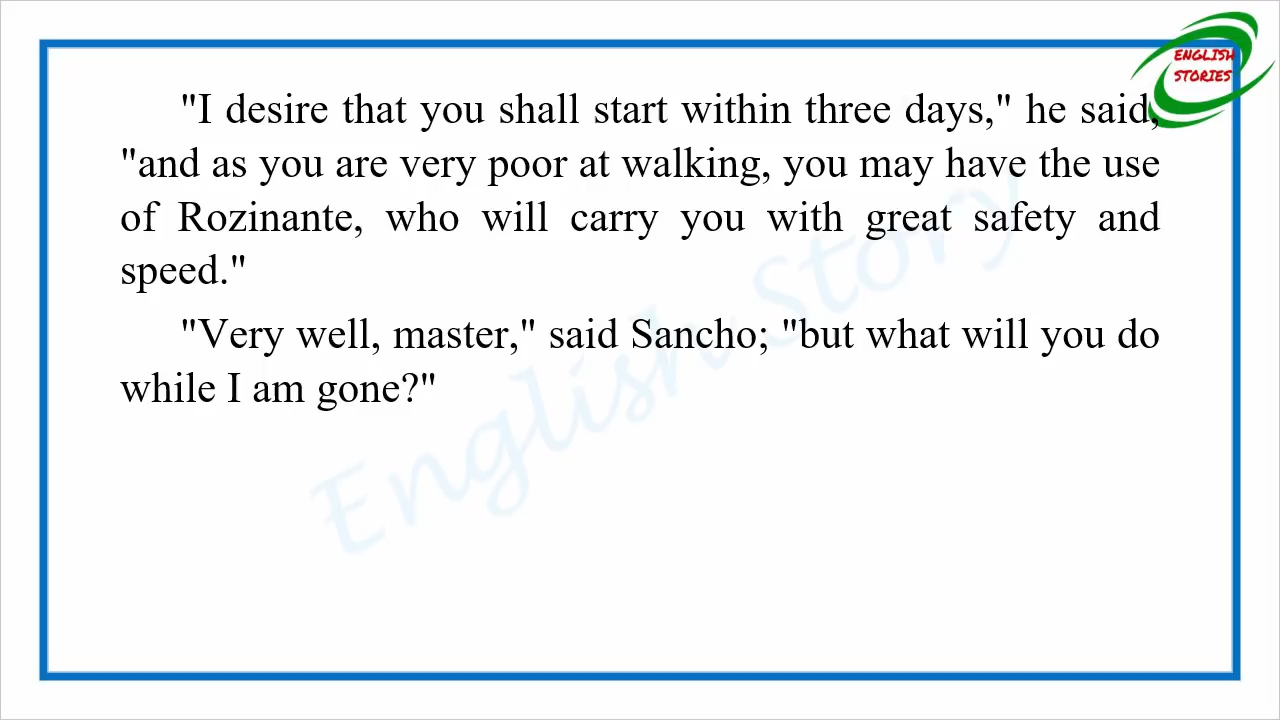 ENGLISH
STORIES
"I desire that you shall start within three days," he said,
"and as you are very poor at walking, you may have the use
of Rozinante, who will carry you with great safety and
speed."
"Very well, master," said Sancho; "but what will you do
while I am gone?"
English Story